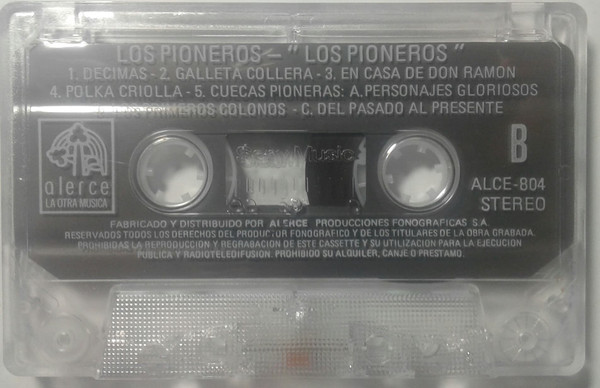 LOS PIONEROS - " LOS PIONEROS "
1. DECIMAS - 2. GALLETA COLLERA - 3. EN CASA DE DON RAMON
4. POLKA CRIOLLA - 5. CUECAS PIONERAS: A.PERSONAJES GLORIOSOS
PRIMEROS COLONOS - C. DEL PASADO AL PRESENTE
B
alerce
LA OTRA MUSICA
Music
ALCE-804
STEREO
FABRICADO Y DISTRIBUIDO POR ALERCE PRODUCCIONES FONOGRAFICAS S.A.
RESERVADOS TODOS LOS DERECHOS DEL PRODUCTOR FONOGRAFICO Y DE LOS TITULARES DE LA OBRA GRABADA.
PROHIBIDAS LA REPRODUCCION Y REGRABACION DE ESTE CASSETTE Y SU UTILIZACION PARA LA EJECUCION
PUBLICA Y RADIOTELEDIFUSION. PROHIBIDO SU ALQUILER, CANJE O PRESTAMO.